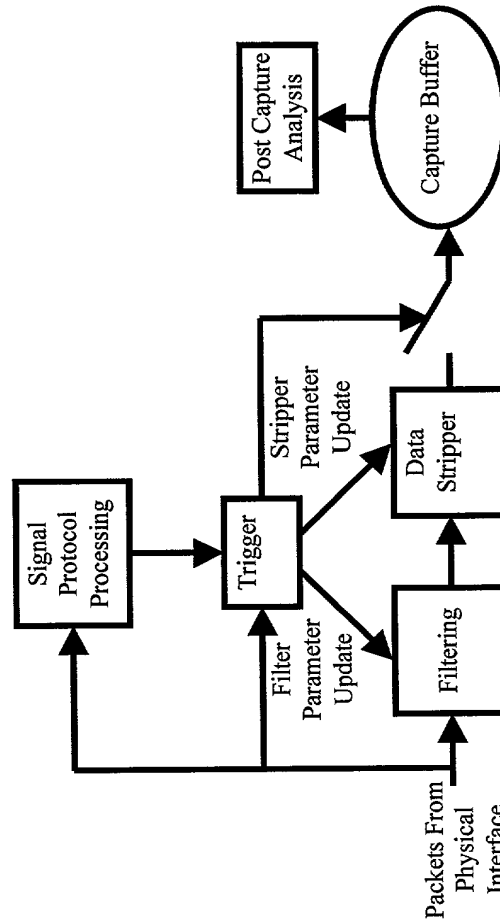 Signal
Protocol
Processing
Post Capture
Analysis
Trigger
Filter
Parameter
Update
Stripper
Parameter
Update
Packets From
Physical
Interface
Filtering
Data
Stripper
Capture Buffer